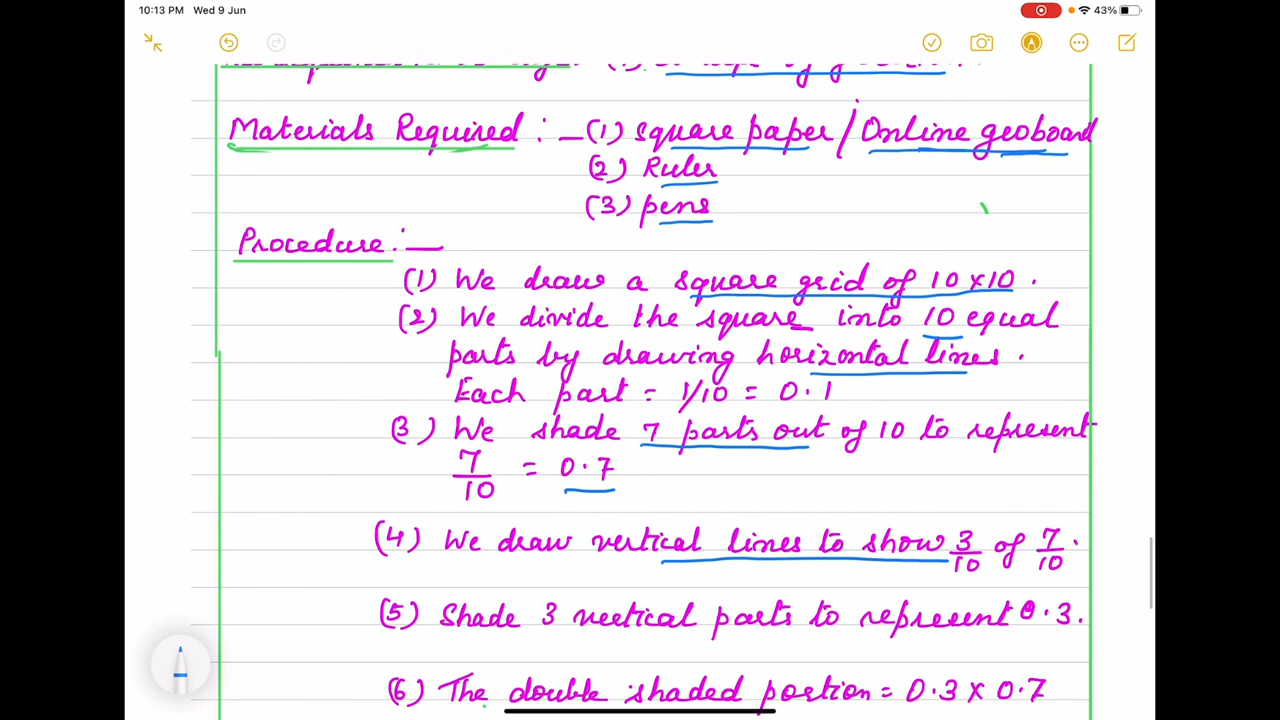 10:13 PM Wed 9 Jun 43%
Materials Required : — (1) Square paper / Online geoboard
(2) Ruler
(3) pens
Procedure :—
(1) We draw a square grid of 10 x 10 .
(2) We divide the square into 10 equal
parts by drawing horizontal lines .
Each part = 1/10 = 0.1
(3) We shade 7 parts out of 10 to represent
7/10 = 0.7
(4) We draw vertical lines to show 3/10 of 7/10 .
(5) Shade 3 vertical parts to represent 0.3.
(6) The double shaded portion = 0.3 x 0.7